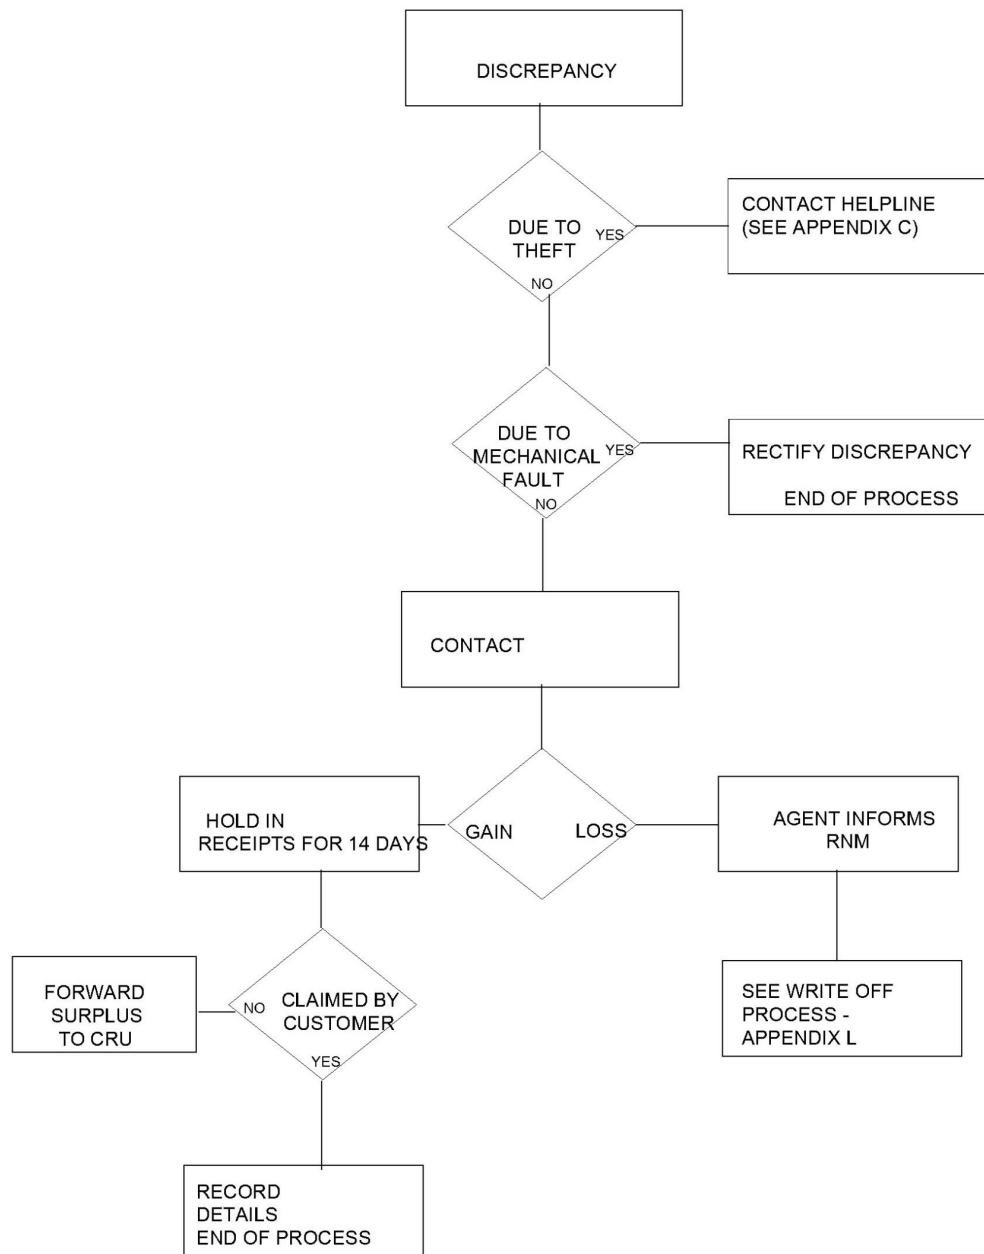 DISCREPANCY
DUE TO
THEFT
YES
NO
CONTACT HELPLINE
(SEE APPENDIX C)
DUE TO
MECHANICAL
FAULT
YES
NO
RECTIFY DISCREPANCY
END OF PROCESS
CONTACT
HOLD IN
RECEIPTS FOR 14 DAYS
GAIN
LOSS
AGENT INFORMS
RNM
FORWARD
SURPLUS
TO CRU
NO
CLAIMED BY
CUSTOMER
YES
SEE WRITE OFF
PROCESS -
APPENDIX L
RECORD
DETAILS
END OF PROCESS